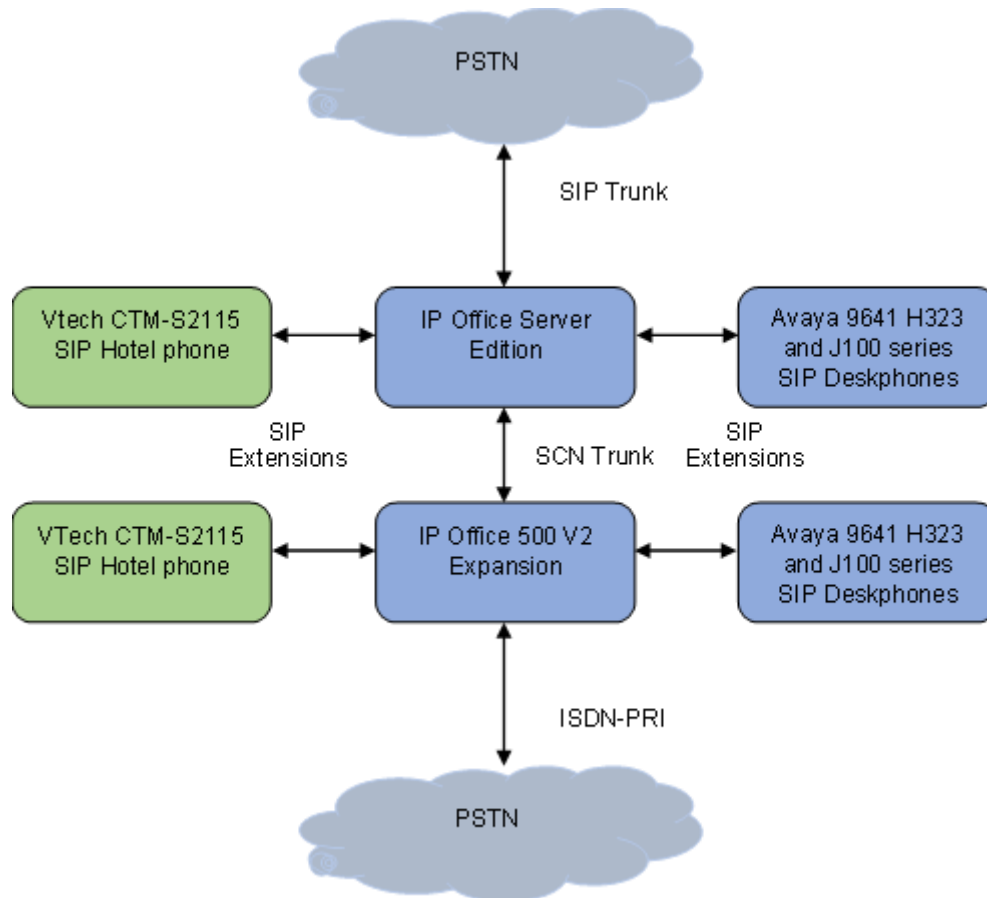 PSTN
SIP Trunk
Vtech CTM-S2115
SIP Hotel phone
IP Office Server
Edition
Avaya 9641 H323
and J100 series
SIP Deskphones
SIP
Extensions
SCN Trunk
SIP
Extensions
VTech CTM-S2115
SIP Hotel phone
IP Office 500 V2
Expansion
Avaya 9641 H323
and J100 series
SIP Deskphones
ISDN-PRI
PSTN